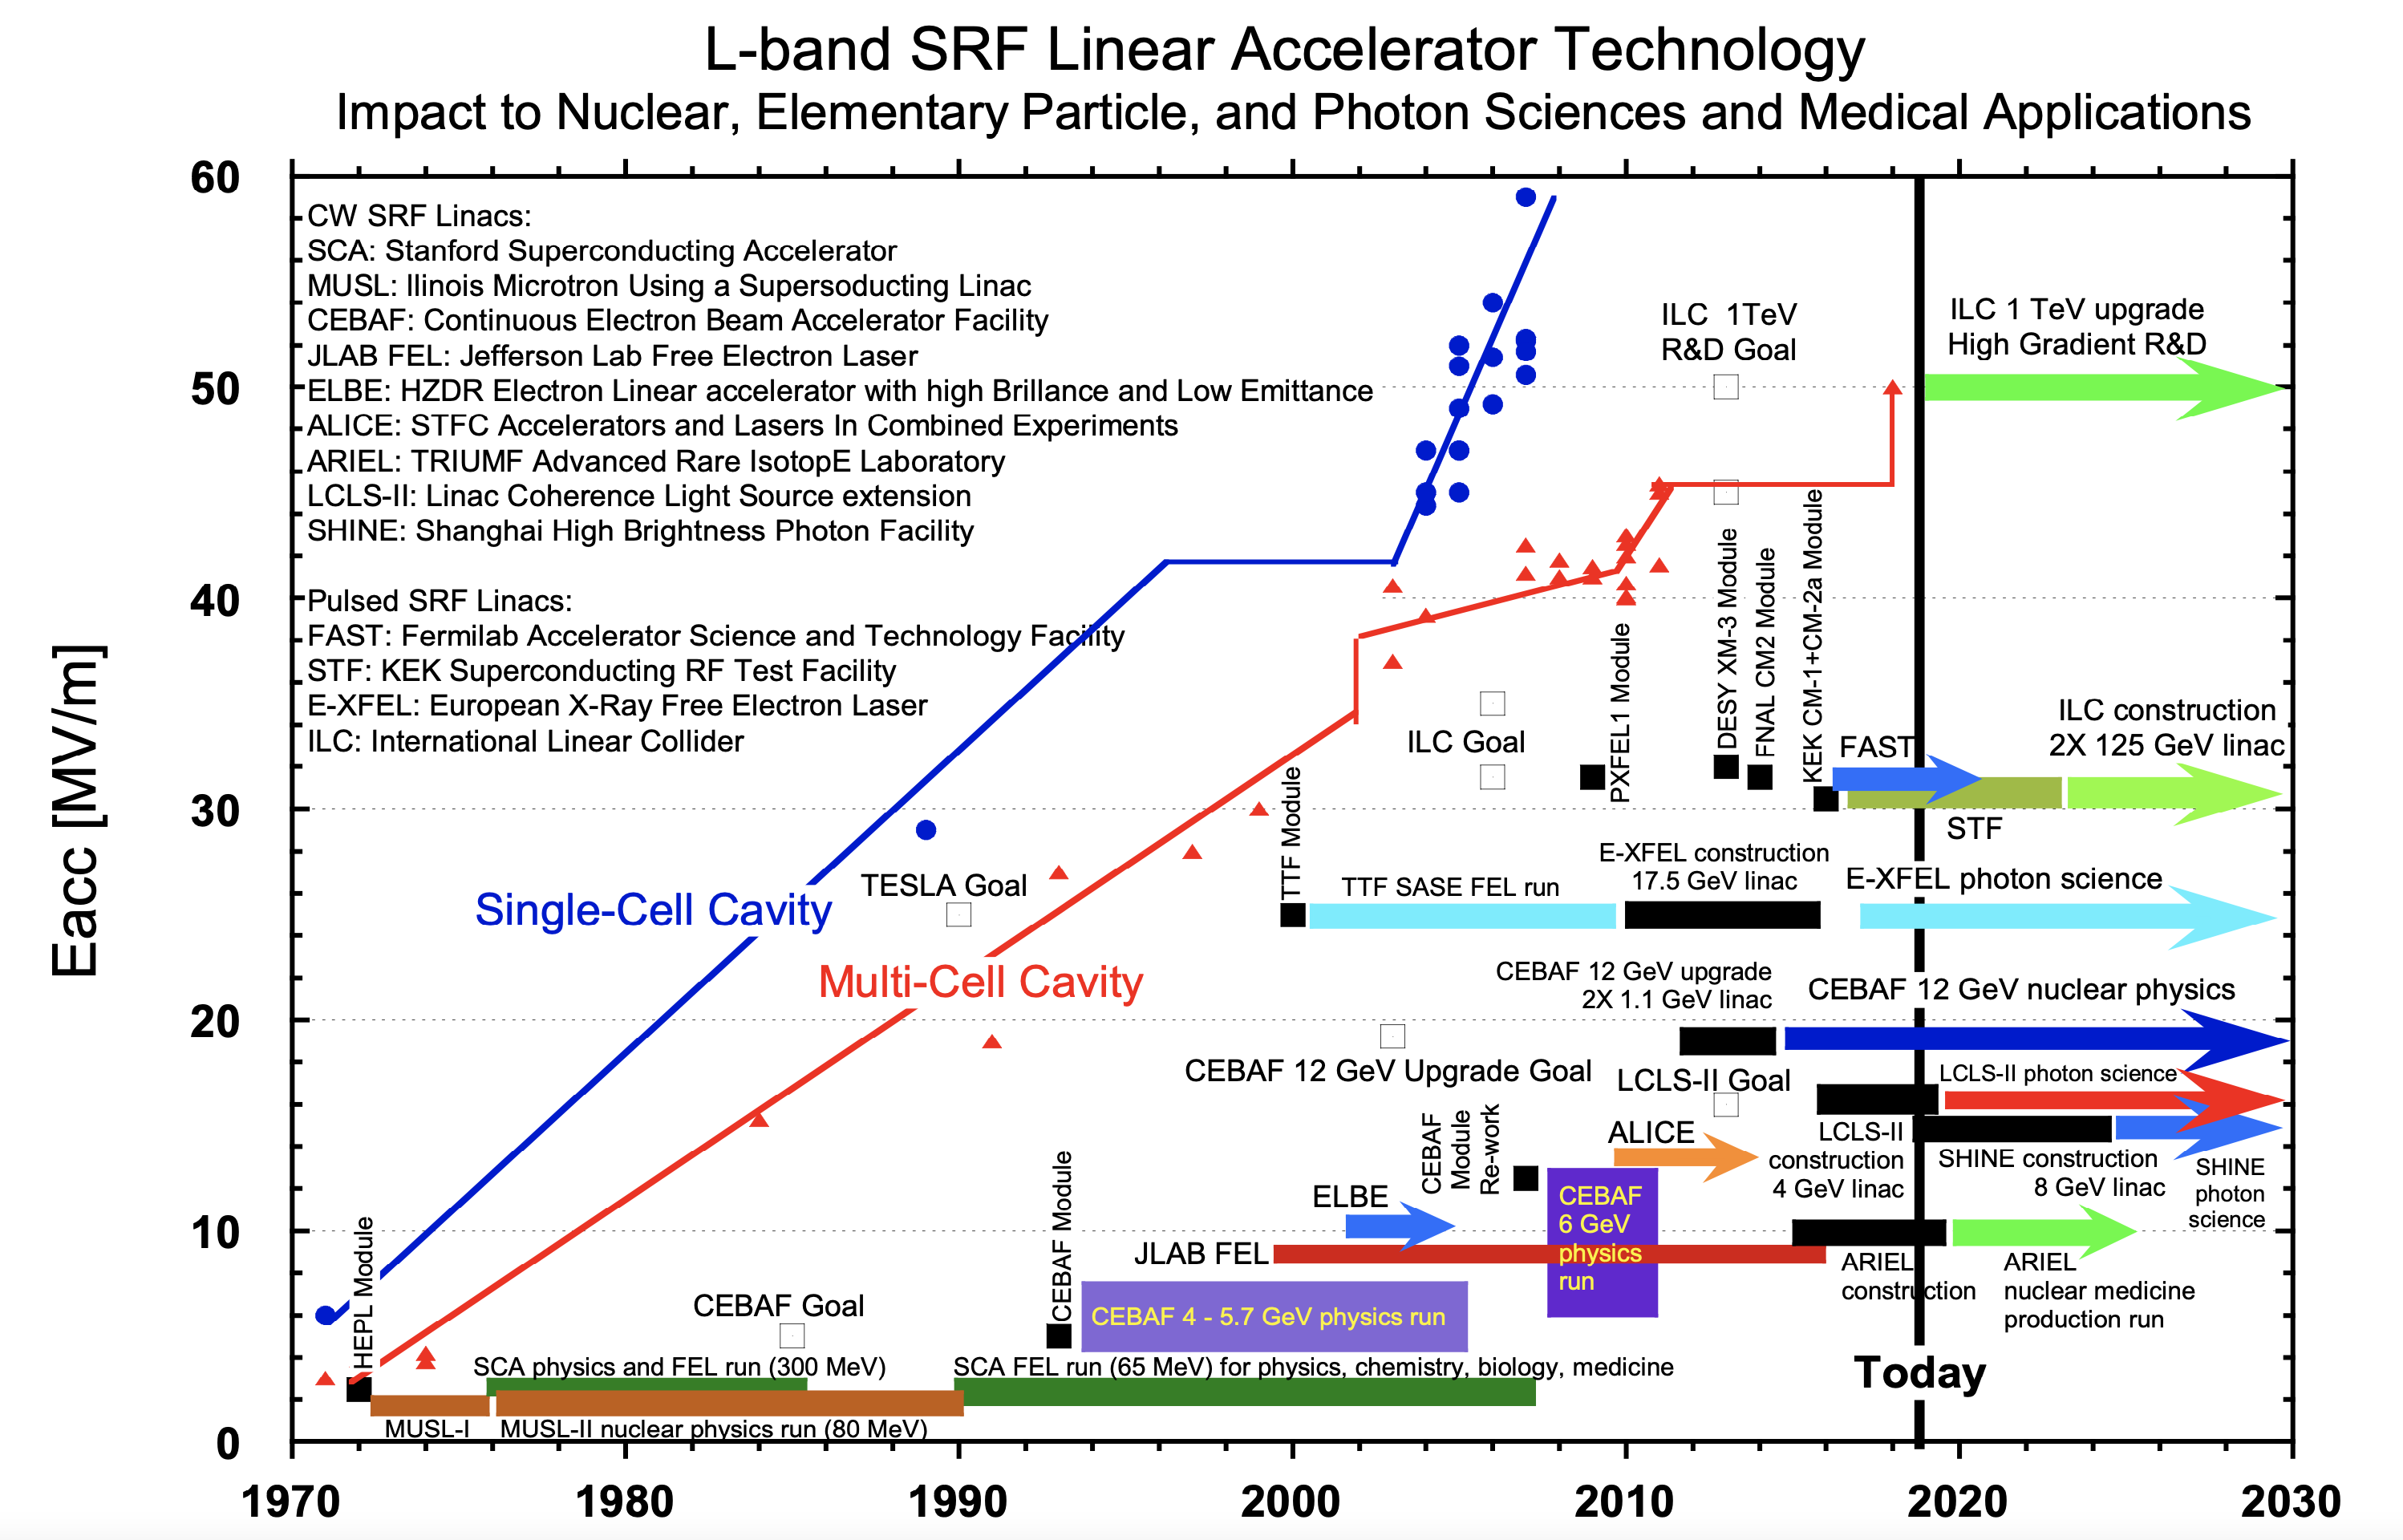 L-band SRF Linear Accelerator Technology
Impact to Nuclear, Elementary Particle, and Photon Sciences and Medical Applications
Eacc [MV/m]
60
50
40
30
20
10
0
1970
1980
1990
2000
2010
2020
2030
CW SRF Linacs:
SCA: Stanford Superconducting Accelerator
MUSL: Ilinois Microtron Using a Supersoducting Linac
CEBAF: Continuous Electron Beam Accelerator Facility
JLAB FEL: Jefferson Lab Free Electron Laser
ELBE: HZDR Electron Linear accelerator with high Brillance and Low Emittance
ALICE: STFC Accelerators and Lasers In Combined Experiments
ARIEL: TRIUMF Advanced Rare IsotopE Laboratory
LCLS-II: Linac Coherence Light Source extension
SHINE: Shanghai High Brightness Photon Facility
Pulsed SRF Linacs:
FAST: Fermilab Accelerator Science and Technology Facility
STF: KEK Superconducting RF Test Facility
E-XFEL: European X-Ray Free Electron Laser
ILC: International Linear Collider
ILC 1TeV
R&D Goal
ILC 1 TeV upgrade
High Gradient R&D
DESY XM-3 Module
FNAL CM2 Module
KEK CM-1+CM-2a Module
PXFEL1 Module
ILC Goal
FAST
ILC construction
2X 125 GeV linac
STF
TTF Module
TTF SASE FEL run
E-XFEL construction
17.5 GeV linac
E-XFEL photon science
TESLA Goal
Single-Cell Cavity
Multi-Cell Cavity
CEBAF 12 GeV upgrade
2X 1.1 GeV linac
CEBAF 12 GeV nuclear physics
CEBAF 12 GeV Upgrade Goal
LCLS-II Goal
LCLS-II photon science
CEBAF
Module
Re-work
ALICE
LCLS-II
construction
4 GeV linac
SHINE construction
8 GeV linac
SHINE
photon
science
ELBE
CEBAF
6 GeV
physics
run
JLAB FEL
ARIEL
construction
ARIEL
nuclear medicine
production run
HEPL Module
CEBAF Module
CEBAF Goal
CEBAF 4 - 5.7 GeV physics run
SCA physics and FEL run (300 MeV)
SCA FEL run (65 MeV) for physics, chemistry, biology, medicine
Today
MUSL-I
MUSL-II nuclear physics run (80 MeV)